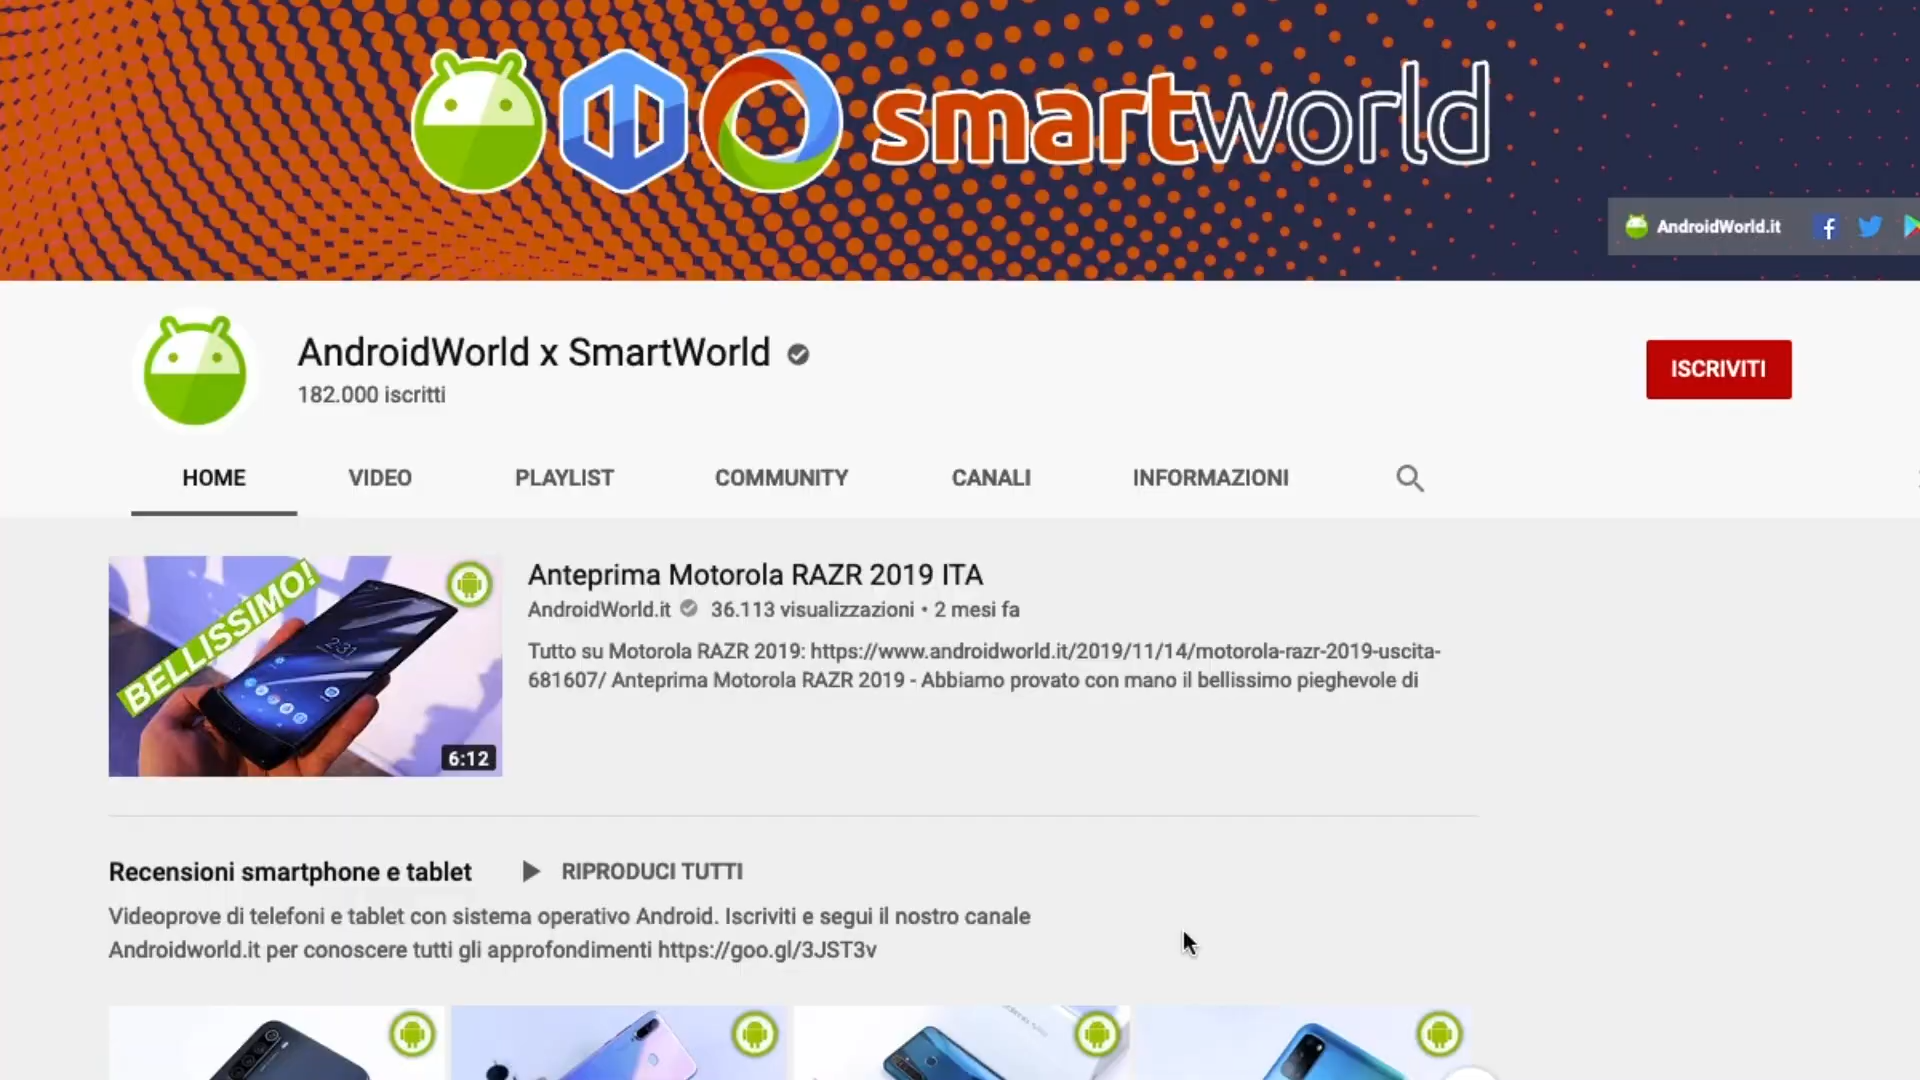 smartworld
AndroidWorld.it
AndroidWorld x SmartWorld
182.000 iscritti
ISCRIVITI
HOME VIDEO PLAYLIST COMMUNITY CANALI INFORMAZIONI
BELLISSIMO!
2:31
6:12
Anteprima Motorola RAZR 2019 ITA
AndroidWorld.it 36.113 visualizzazioni • 2 mesi fa
Tutto su Motorola RAZR 2019: https://www.androidworld.it/2019/11/14/motorola-razr-2019-uscita-
681607/ Anteprima Motorola RAZR 2019 - Abbiamo provato con mano il bellissimo pieghevole di
Recensioni smartphone e tablet RIPRODUCI TUTTI
Videoprove di telefoni e tablet con sistema operativo Android. Iscriviti e segui il nostro canale
Androidworld.it per conoscere tutti gli approfondimenti https://goo.gl/3JST3v